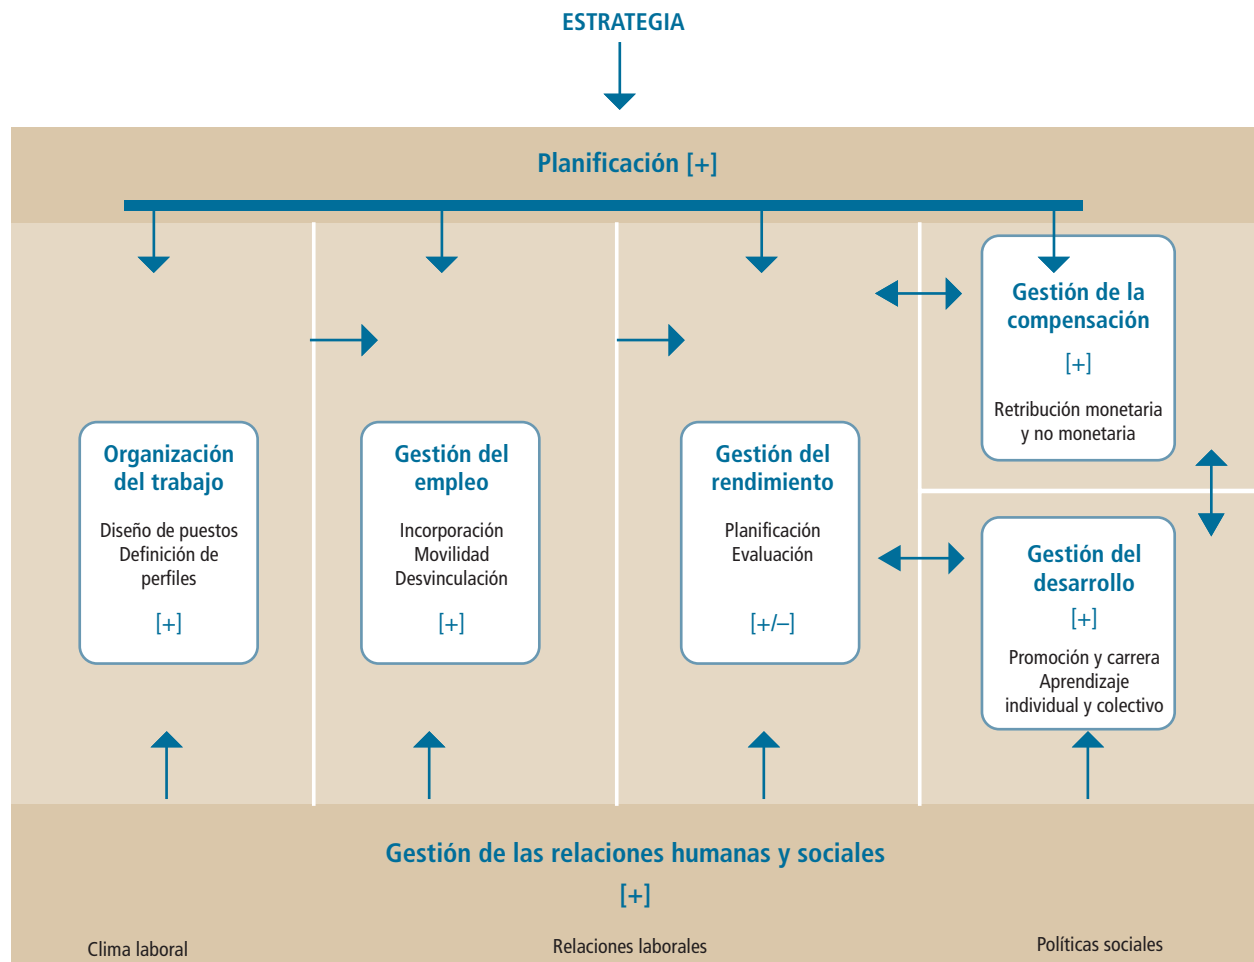 ESTRATEGIA
Planificación [+]
Organización
del trabajo
Diseño de puestos
Definición de
perfiles
[+]
Gestión del
empleo
Incorporación
Movilidad
Desvinculación
[+]
Gestión del
rendimiento
Planificación
Evaluación
[+/–]
Gestión de la
compensación
[+]
Retribución monetaria
y no monetaria
Gestión del
desarrollo
[+]
Promoción y carrera
Aprendizaje
individual y colectivo
Gestión de las relaciones humanas y sociales
[+]
Clima laboral
Relaciones laborales
Políticas sociales